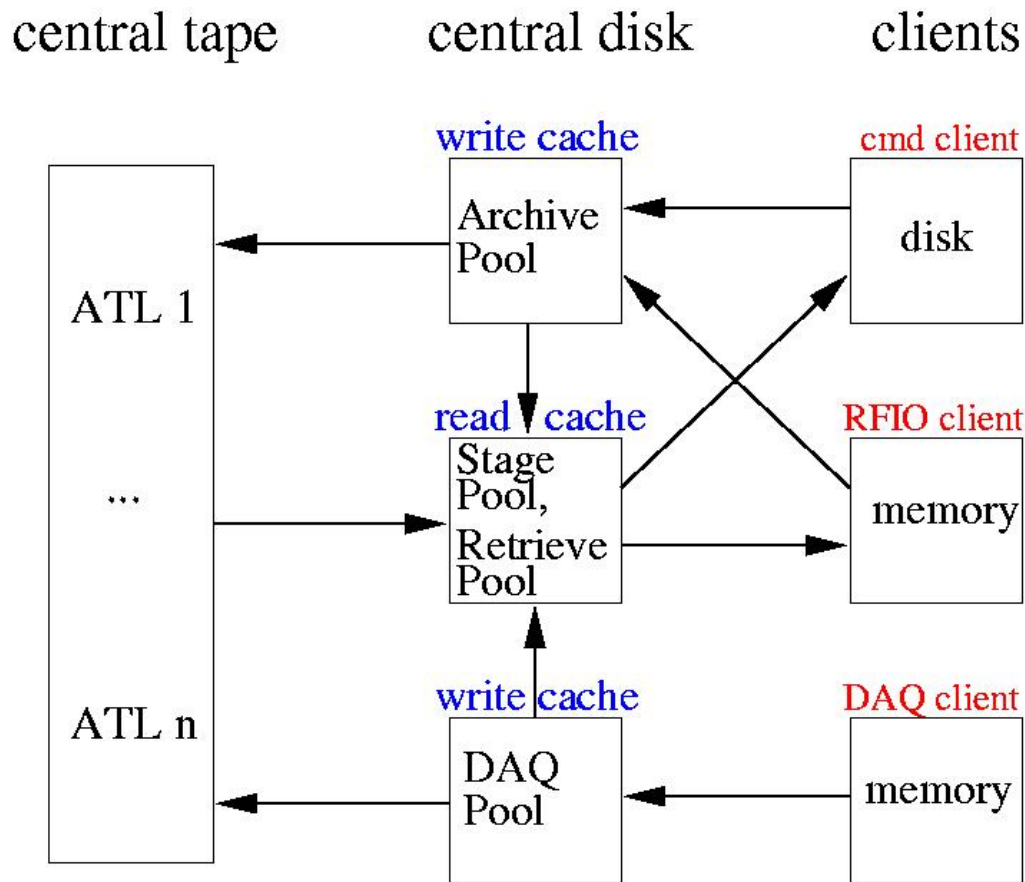 central tape
central disk
clients
write cache
cmd client
Archive
Pool
disk
ATL 1
read cache
RFIO client
Stage
Pool,
Retrieve
Pool
memory
...
write cache
DAQ client
ATL n
DAQ
Pool
memory